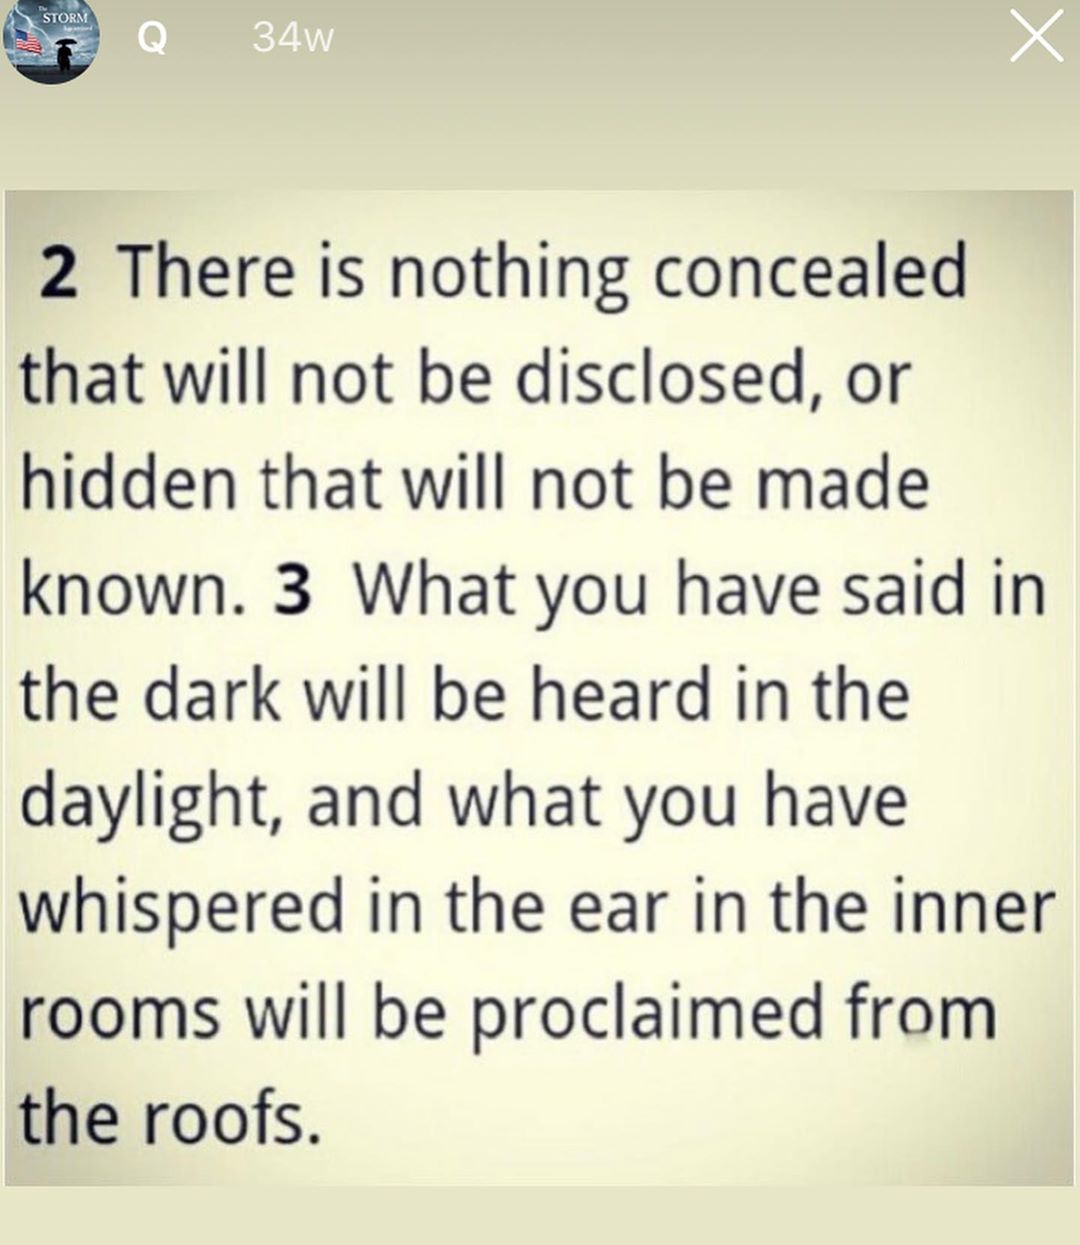 The
STORM
Q 34w
2 There is nothing concealed
that will not be disclosed, or
hidden that will not be made
known. 3 What you have said in
the dark will be heard in the
daylight, and what you have
whispered in the ear in the inner
rooms will be proclaimed from
the roofs.